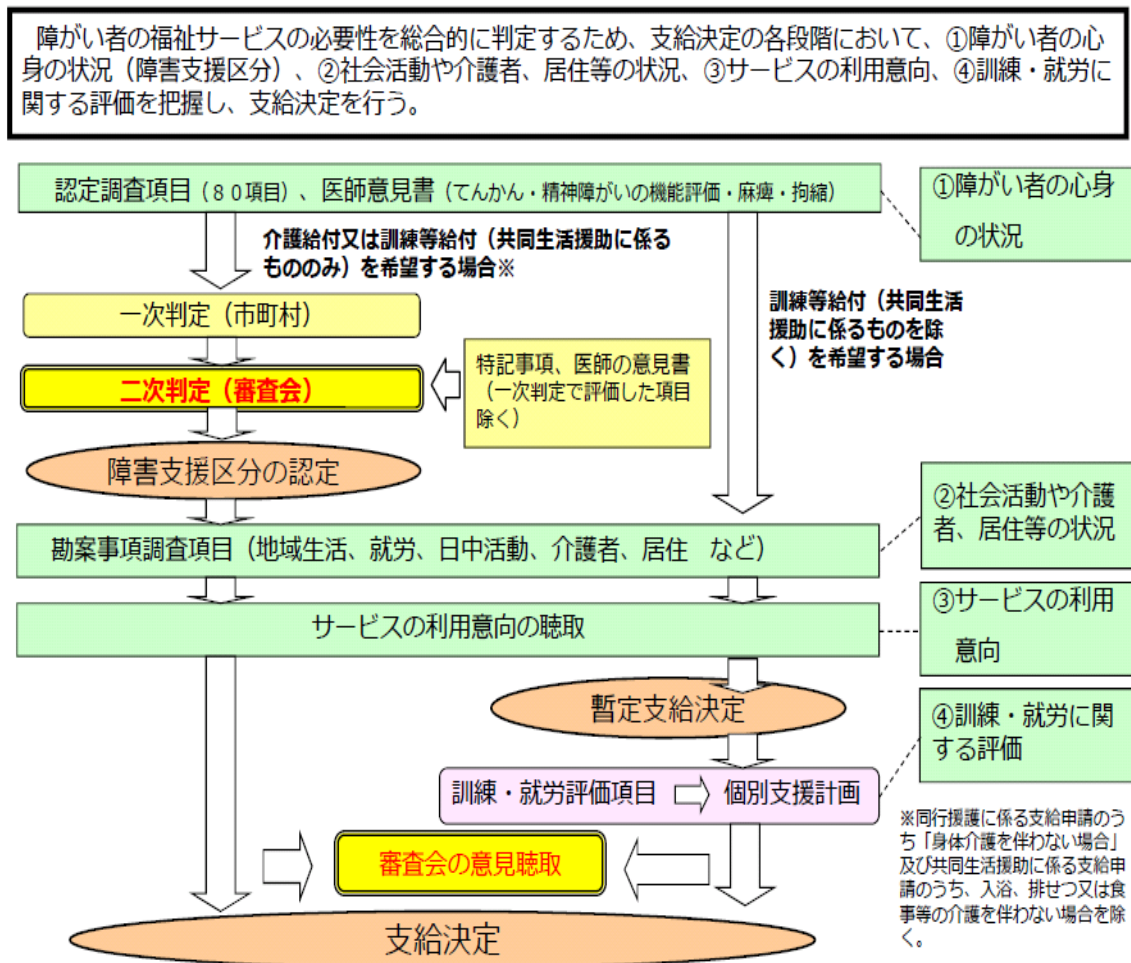 障がい者の福祉サービスの必要性を総合的に判定するため、支給決定の各段階において、①障がい者の心
身の状況（障害支援区分）、②社会活動や介護者、居住等の状況、③サービスの利用意向、④訓練・就労に
関する評価を把握し、支給決定を行う。
認定調査項目（８０項目）、医師意見書（てんかん・精神障がいの機能評価・麻痺・拘縮）
①障がい者の心身
の状況
介護給付又は訓練等給付（共同生活援助に係る
もののみ）を希望する場合※
訓練等給付（共同生活
援助に係るものを除
く）を希望する場合
一次判定（市町村）
二次判定（審査会）
特記事項、医師の意見書
（一次判定で評価した項目
除く）
障害支援区分の認定
②社会活動や介護
者、居住等の状況
勘案事項調査項目（地域生活、就労、日中活動、介護者、居住　など）
サービスの利用意向の聴取
③サービスの利用
意向
暫定支給決定
④訓練・就労に関
する評価
訓練・就労評価項目
個別支援計画
※同行援護に係る支給申請のう
ち「身体介護を伴わない場合」
及び共同生活援助に係る支給申
請のうち、入浴、排せつ又は食
事等の介護を伴わない場合を除
く。
審査会の意見聴取
支給決定